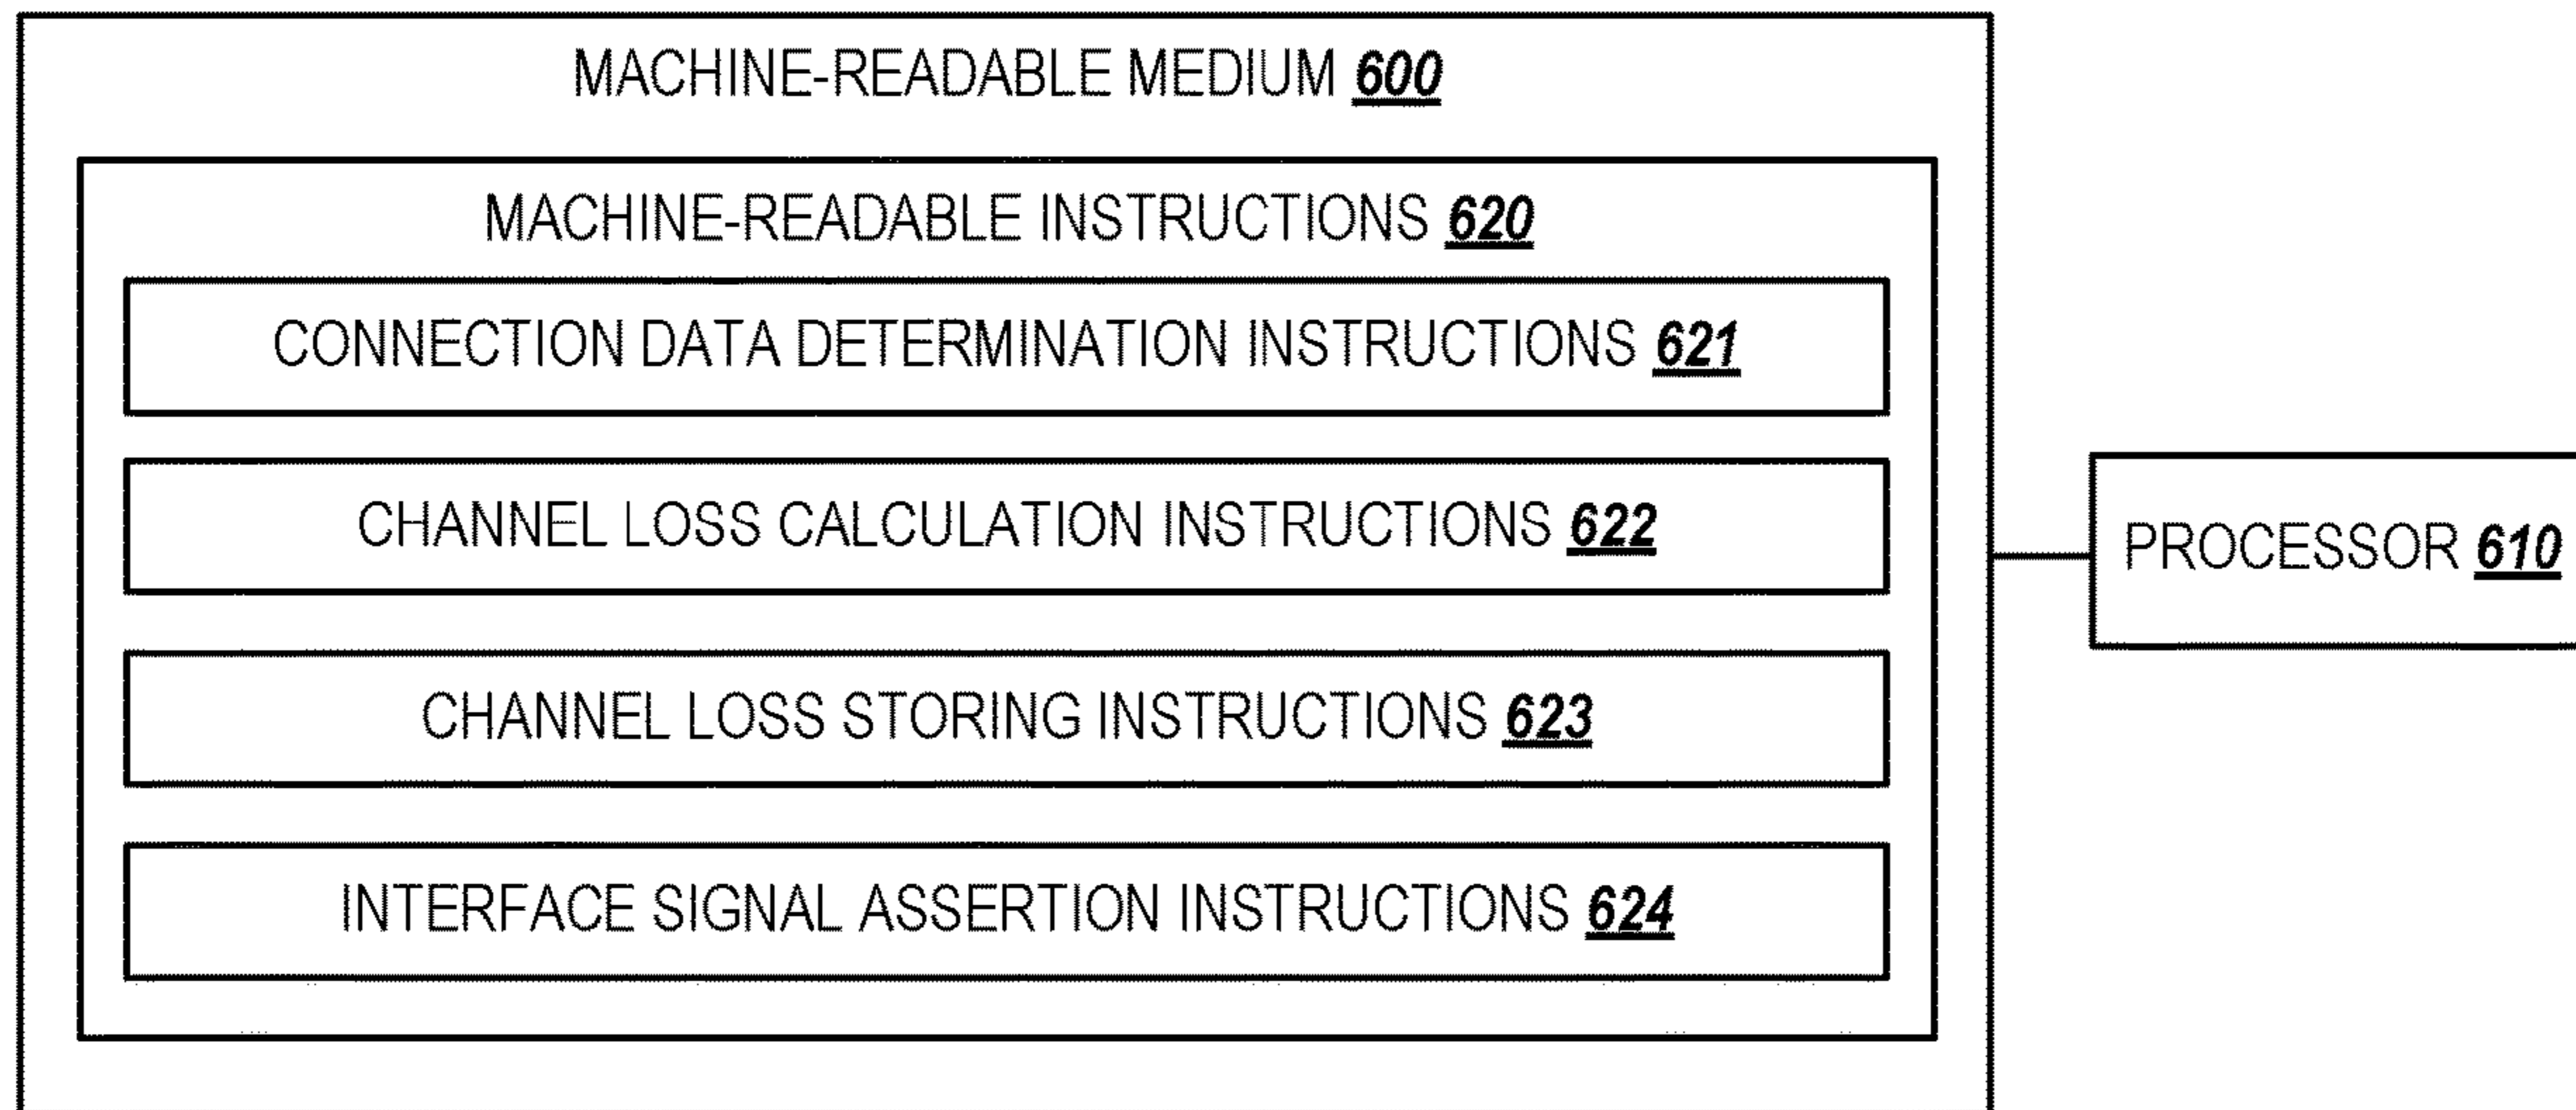 MACHINE-READABLE MEDIUM 600
MACHINE-READABLE INSTRUCTIONS 620
CONNECTION DATA DETERMINATION INSTRUCTIONS 621
CHANNEL LOSS CALCULATION INSTRUCTIONS 622
CHANNEL LOSS STORING INSTRUCTIONS 623
INTERFACE SIGNAL ASSERTION INSTRUCTIONS 624
PROCESSOR 610